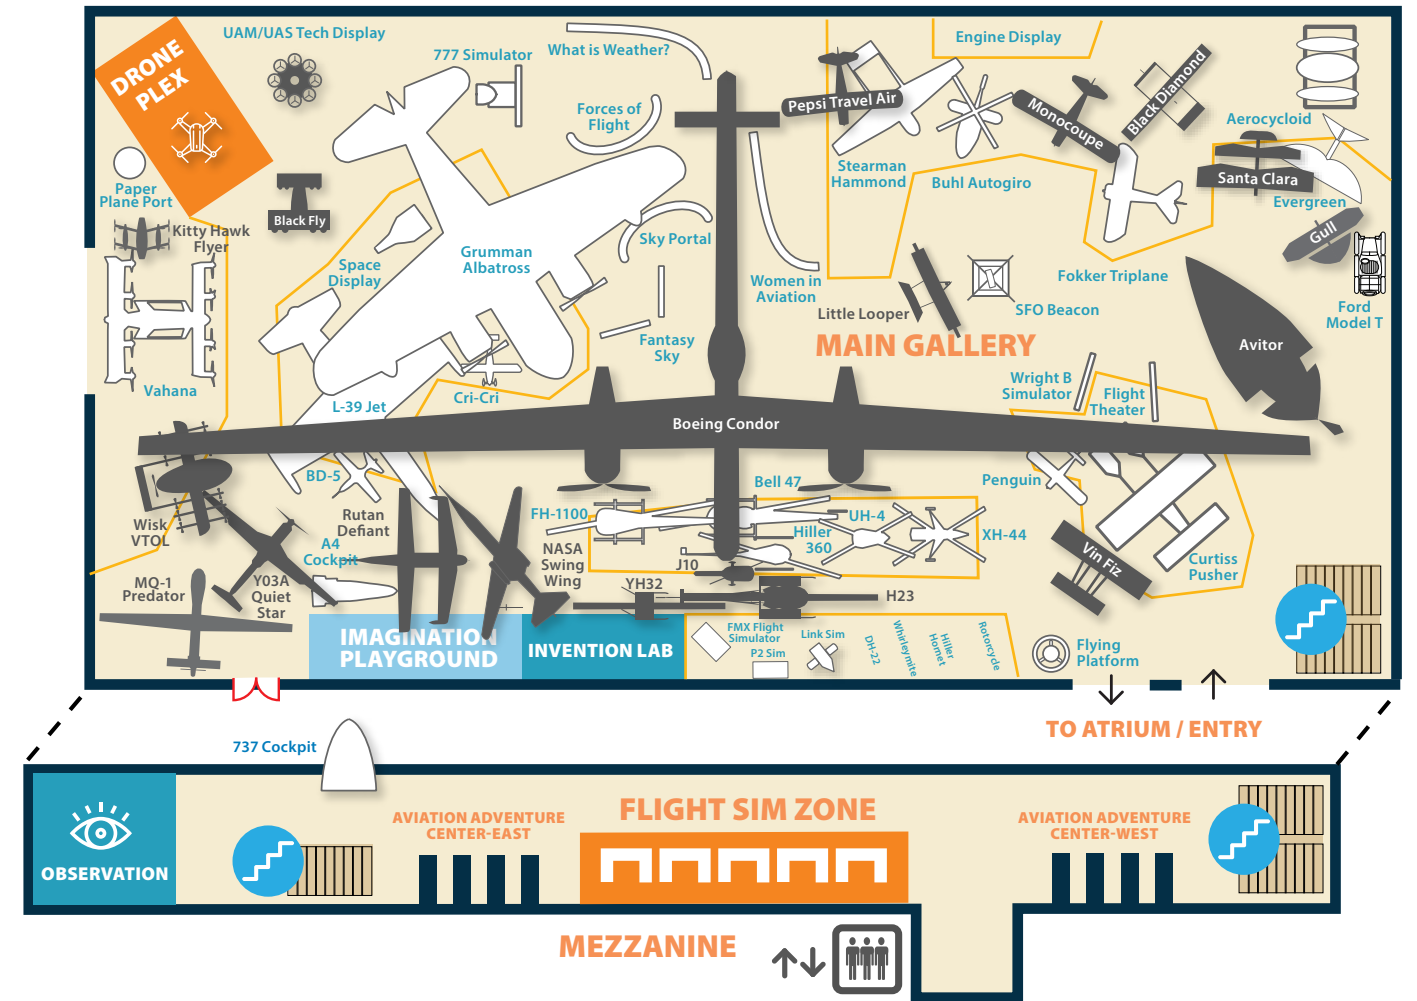 DRONE
PLEX
UAM/UAS Tech Display
777 Simulator
What is Weather?
Engine Display
Pepsi Travel Air
Monocoupe
Black Diamond
Forces of
Flight
Aerocycloid
Paper
Plane Port
Stearman
Hammond
Buhl Autogiro
Santa Clara
Evergreen
Black Fly
Kitty Hawk
Flyer
Gull
Sky Portal
Grumman
Albatross
Space
Display
Women in
Aviation
Fokker Triplane
Little Looper
SFO Beacon
Ford
Model T
Fantasy
Sky
MAIN GALLERY
Avitor
Vahana
Cri-Cri
L-39 Jet
Wright B
Simulator
Flight
Theater
Boeing Condor
BD-5
Bell 47
Penguin
Wisk
VTOL
Rutan
Defiant
FH-1100
UH-4
Hiller
360
XH-44
A4
Cockpit
NASA
Swing
Wing
J10
Vin Fiz
Curtiss
Pusher
MQ-1
Predator
Y03A
Quiet
Star
YH32
H23
IMAGINATION
PLAYGROUND
INVENTION LAB
FMX Flight
Simulator
P2 Sim
Link Sim
DH-22
Whirleymite
Hiller
Hornet
Rotorcycle
Flying
Platform
TO ATRIUM / ENTRY
737 Cockpit
OBSERVATION
AVIATION ADVENTURE
CENTER-EAST
FLIGHT SIM ZONE
AVIATION ADVENTURE
CENTER-WEST
MEZZANINE